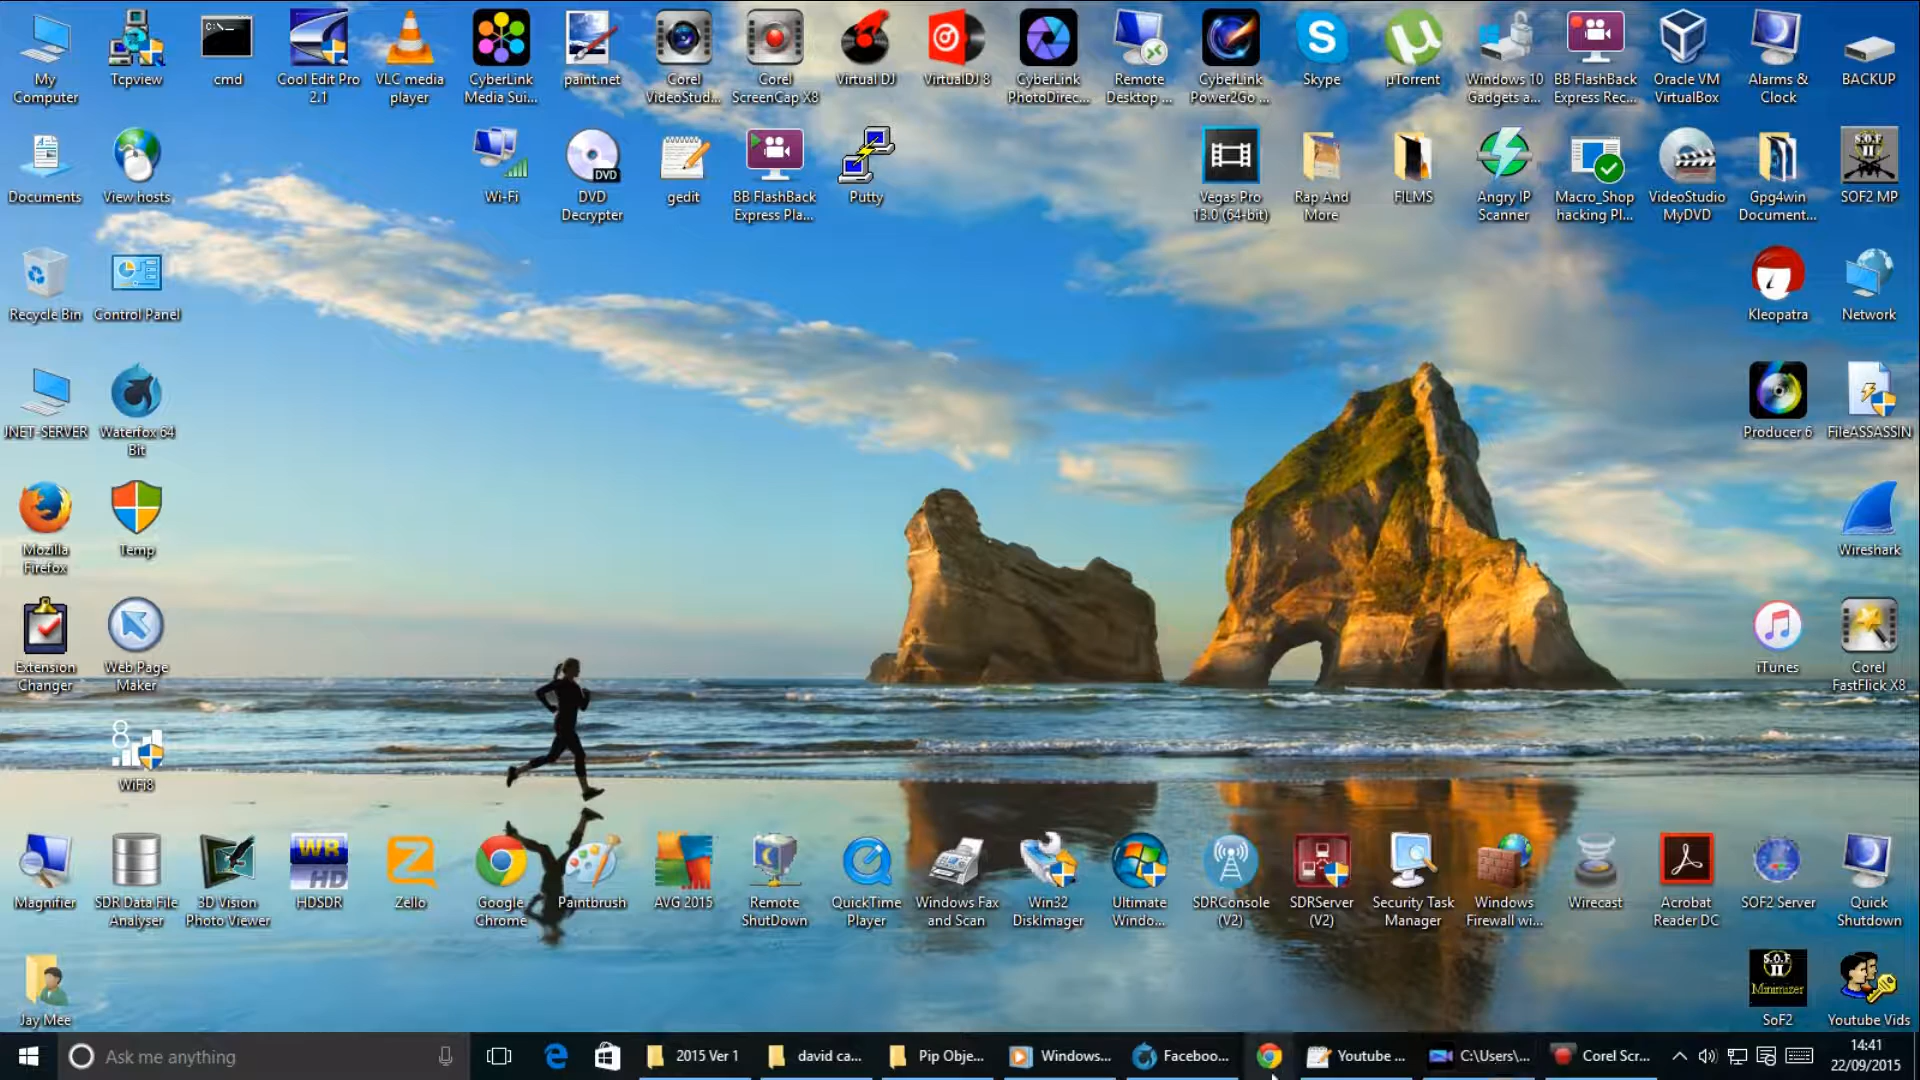 My
Computer
Tcpview
cmd
Cool Edit Pro
2.1
VLC media
player
CyberLink
Media Sui...
paint.net
Corel
VideoStud...
Corel
ScreenCap X8
Virtual DJ
VirtualDJ 8
CyberLink
PhotoDirec...
Remote
Desktop ...
CyberLink
Power2Go ...
Skype
µTorrent
Windows 10
Gadgets a...
BB FlashBack
Express Rec...
Oracle VM
VirtualBox
Alarms &
Clock
BACKUP
Documents
View hosts
Wi-Fi
DVD
DVD
Decrypter
gedit
BB FlashBack
Express Pla...
Putty
Vegas Pro
13.0 (64-bit)
Rap And
More
FILMS
Angry IP
Scanner
Macro_Shop
hacking Pl...
VideoStudio
MyDVD
Gpg4win
Document...
S.O.F
II
SOF2 MP
Recycle Bin
Control Panel
Kleopatra
Network
JNET-SERVER
Waterfox 64
Bit
Producer 6
FileASSASSIN
Mozilla
Firefox
Temp
Wireshark
Extension
Changer
Web Page
Maker
iTunes
Corel
FastFlick X8
8
WiFi8
Magnifier
SDR Data File
Analyser
3D Vision
Photo Viewer
WR
HD
HDSDR
Zello
Google
Chrome
Paintbrush
AVG 2015
Remote
ShutDown
QuickTime
Player
Windows Fax
and Scan
Win32
DiskImager
Ultimate
Windo...
SDRConsole
(V2)
SDRServer
(V2)
Security Task
Manager
Windows
Firewall wi...
Wirecast
Acrobat
Reader DC
SOF2 Server
Quick
Shutdown
Jay Mee
S.O.F
II
Minimizer
SoF2
Youtube Vids
Ask me anything
2015 Ver 1
david ca...
Pip Obje...
Windows...
Faceboo...
Youtube ...
C:\Users\...
Corel Scr...
14:41
22/09/2015